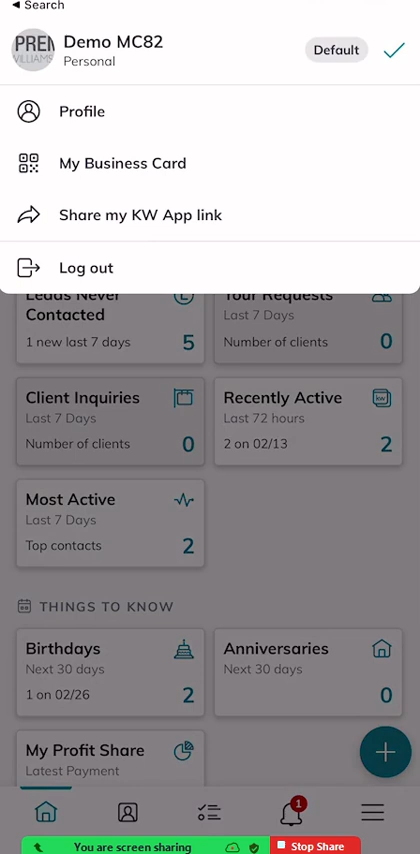 ◀ Search
PREM
WILLIAMS
Demo MC82
Personal
Default
Profile
My Business Card
Share my KW App link
Log out
Leads Never
Contacted
1 new last 7 days
5
Your Requests
Last 7 Days
Number of clients
0
Client Inquiries
Last 7 Days
Number of clients
0
Recently Active
kw
Last 72 hours
2 on 02/13
2
Most Active
Last 7 Days
Top contacts
2
THINGS TO KNOW
Birthdays
Next 30 days
1 on 02/26
2
Anniversaries
Next 30 days
0
My Profit Share
Latest Payment
1
You are screen sharing
Stop Share